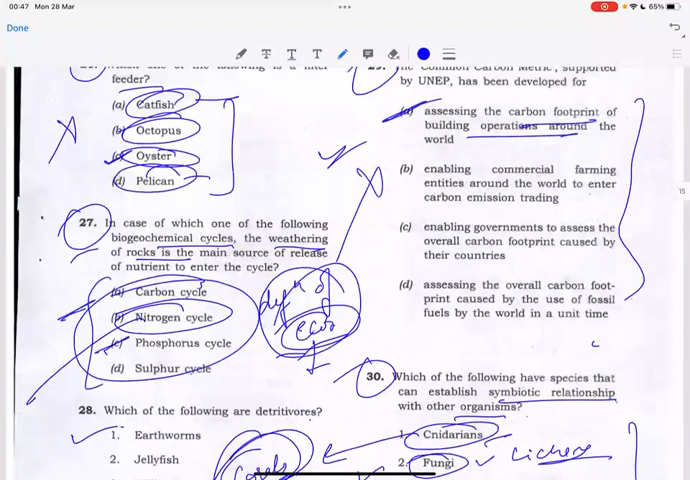 00:47 Mon 28 Mar
65%
Done
feeder?
(a) Catfish
(b) Octopus
(c) Oyster
(d) Pelican
27. In case of which one of the following
biogeochemical cycles, the weathering
of rocks is the main source of release
of nutrient to enter the cycle?
(a) Carbon cycle
(b) Nitrogen cycle
(c) Phosphorus cycle
(d) Sulphur cycle
28. Which of the following are detritivores?
1. Earthworms
2. Jellyfish
The Common Carbon Metric, supported
by UNEP, has been developed for
(a) assessing the carbon footprint of
building operations around the
world
(b) enabling commercial farming
entities around the world to enter
carbon emission trading
(c) enabling governments to assess the
overall carbon footprint caused by
their countries
(d) assessing the overall carbon foot-
print caused by the use of fossil
fuels by the world in a unit time
15
30. Which of the following have species that
can establish symbiotic relationship
with other organisms?
1. Cnidarians
2. Fungi